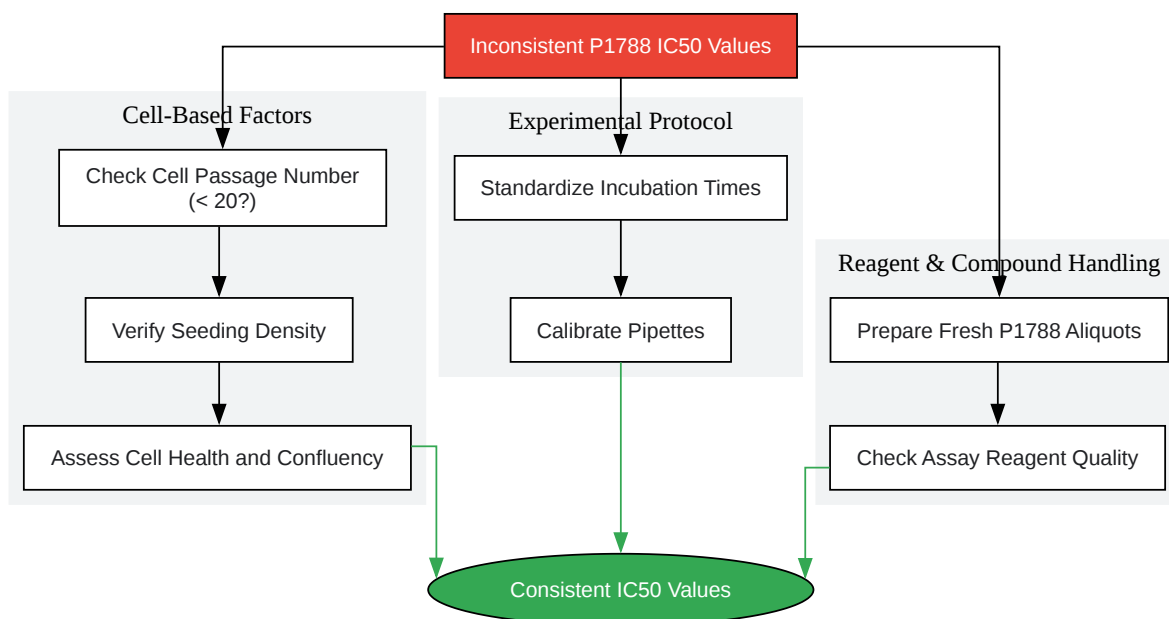 Inconsistent P1788 IC50 Values
Cell-Based Factors
Check Cell Passage Number
(< 20?)
Verify Seeding Density
Assess Cell Health and Confluency
Experimental Protocol
Standardize Incubation Times
Calibrate Pipettes
Reagent & Compound Handling
Prepare Fresh P1788 Aliquots
Check Assay Reagent Quality
Consistent IC50 Values